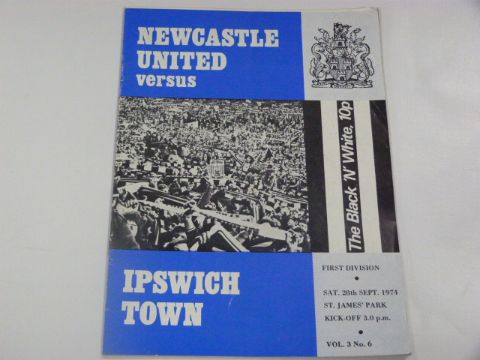 NEWCASTLE
UNITED
versus
The Black 'N' White, 10p
IPSWICH
TOWN
FIRST DIVISION
SAT. 28th SEPT. 1974
ST. JAMES' PARK
KICK-OFF 3.0 p.m.
VOL. 3 No. 6